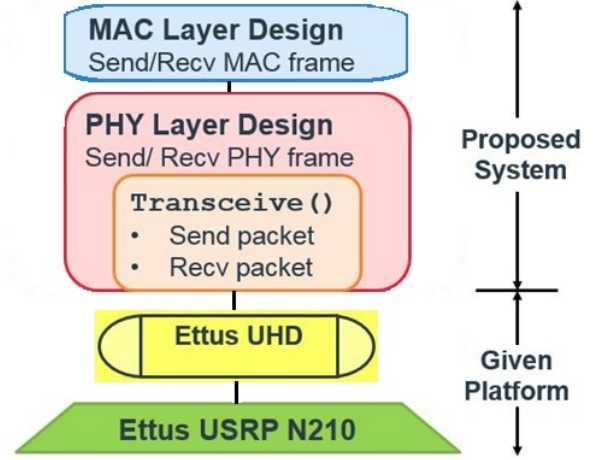 MAC Layer Design
Send/Recv MAC frame
PHY Layer Design
Send/ Recv PHY frame
Transceive()
• Send packet
• Recv packet
Ettus UHD
Ettus USRP N210
Proposed
System
Given
Platform